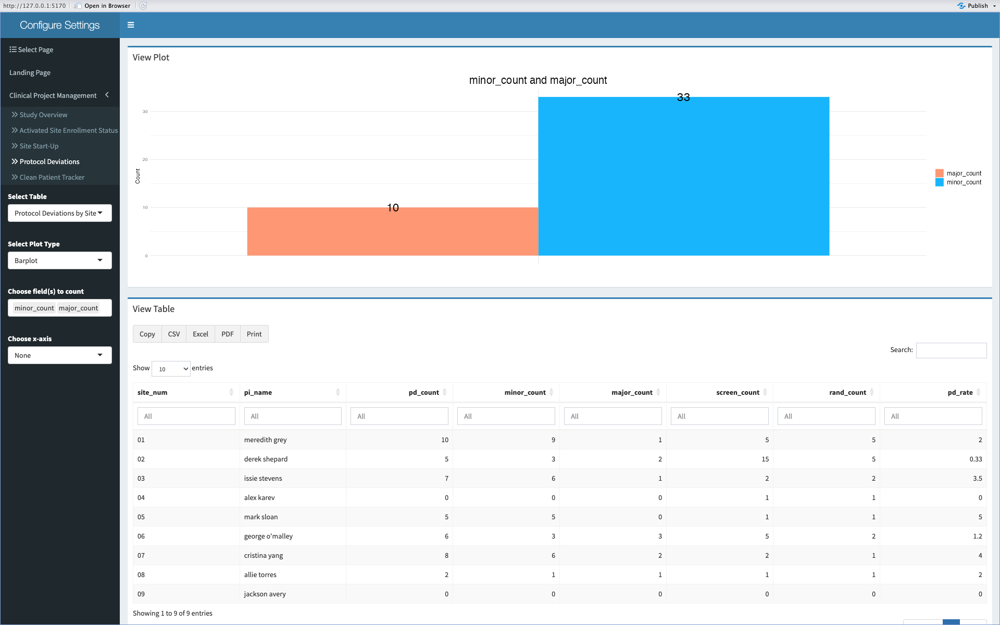 http://127.0.0.1:5170 Open in Browser Publish
Configure Settings
Select Page
Landing Page
Clinical Project Management
Study Overview
Activated Site Enrollment Status
Site Start-Up
Protocol Deviations
Clean Patient Tracker
Select Table
Protocol Deviations by Site
Select Plot Type
Barplot
Choose field(s) to count
minor_count major_count
Choose x-axis
None
View Plot
minor_count and major_count
33
30
20
Count
10
10
0
major_count
minor_count
View Table
Copy CSV Excel PDF Print
Search:
Show 10 entries
site_num pi_name pd_count minor_count major_count screen_count rand_count pd_rate
All All All All All All All All
01 meredith grey 10 9 1 5 5 2
02 derek shepard 5 3 2 15 5 0.33
03 issie stevens 7 6 1 2 2 3.5
04 alex karev 0 0 0 1 1 0
05 mark sloan 5 5 0 1 1 5
06 george o'malley 6 3 3 5 2 1.2
07 cristina yang 8 6 2 2 1 4
08 allie torres 2 1 1 1 1 2
09 jackson avery 0 0 0 0 0 0
Showing 1 to 9 of 9 entries